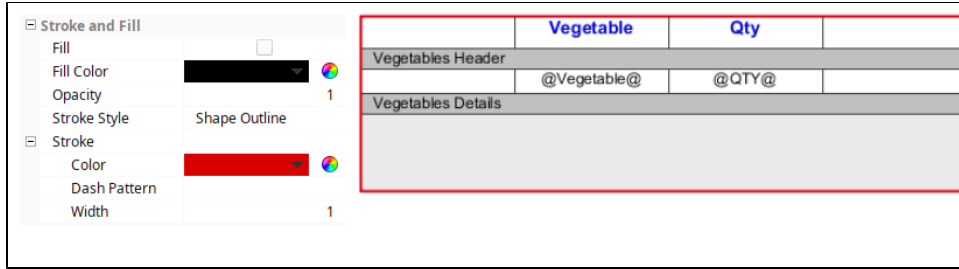 Stroke and Fill
Fill
Fill Color
Opacity 1
Stroke Style Shape Outline
Stroke
Color
Dash Pattern
Width 1
Vegetable Qty
Vegetables Header
@Vegetable@ @QTY@
Vegetables Details